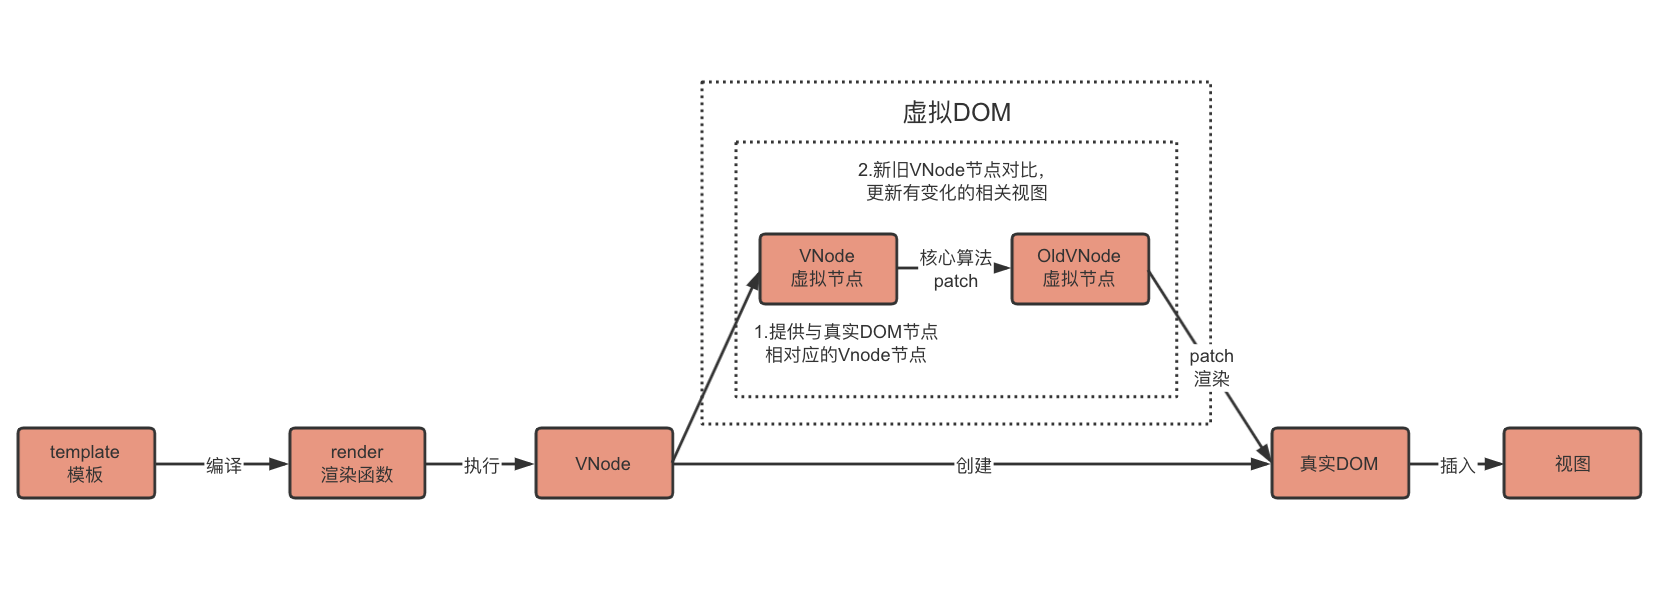 虚拟DOM
2.新旧VNode节点对比，
更新有变化的相关视图
VNode
虚拟节点
核心算法
patch
OldVNode
虚拟节点
1.提供与真实DOM节点
相对应的Vnode节点
patch
渲染
template
模板
编译
render
渲染函数
执行
VNode
创建
真实DOM
插入
视图